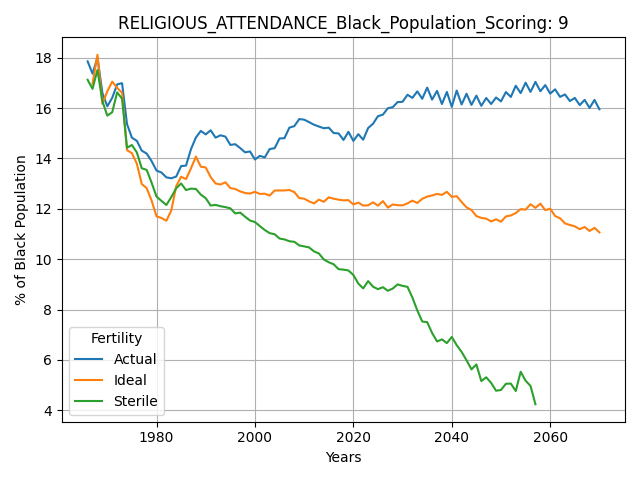 RELIGIOUS_ATTENDANCE_Black_Population_Scoring: 9
% of Black Population
18
16
14
12
10
8
6
4
Fertility
Actual
Ideal
Sterile
1980 2000 2020 2040 2060
Years